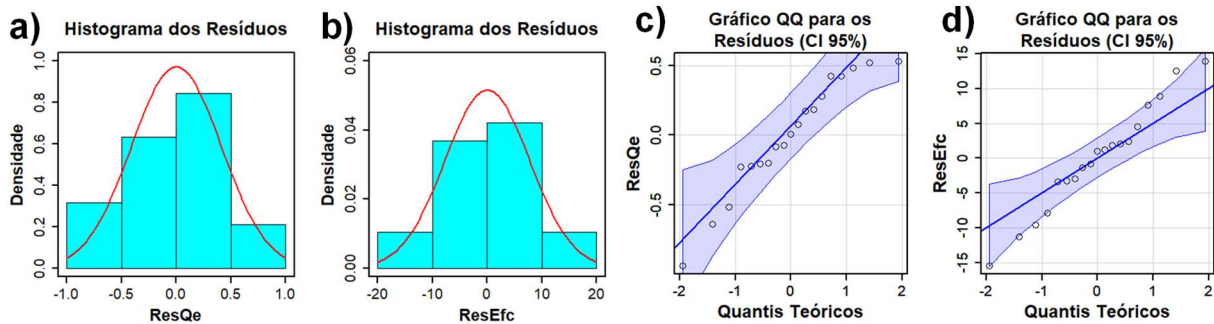 a)
Histograma dos Resíduos
Densidade
1.0
0.8
0.6
0.4
0.2
0.0
-1.0 -0.5 0.0 0.5 1.0
ResQe
b)
Histograma dos Resíduos
Densidade
0.06
0.04
0.02
0.00
-20 -10 0 10 20
ResEfc
c)
Gráfico QQ para os
Resíduos (CI 95%)
ResQe
0.5
0.0
-0.5
-2 -1 0 1 2
Quantis Teóricos
d)
Gráfico QQ para os
Resíduos (CI 95%)
ResEfc
15
10
5
0
-5
-10
-15
-2 -1 0 1 2
Quantis Teóricos